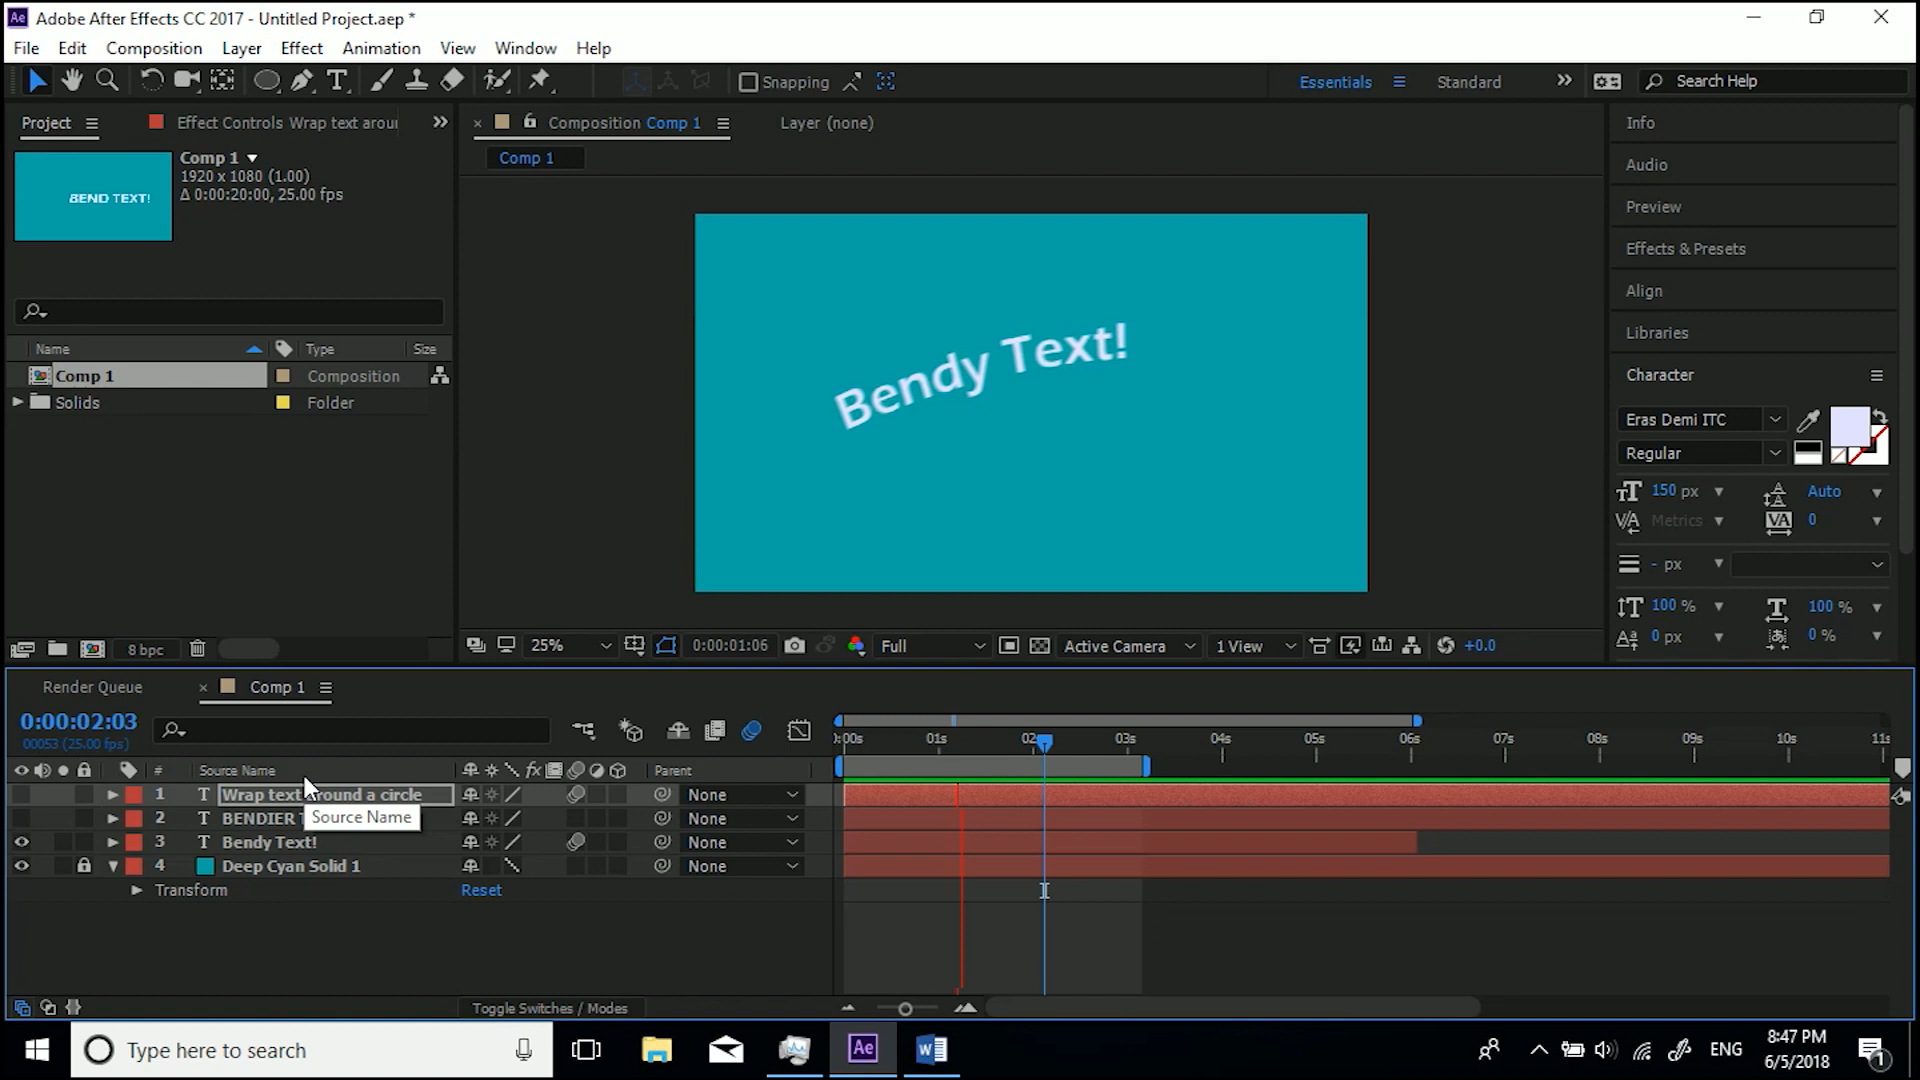 Adobe After Effects CC 2017 - Untitled Project.aep *
File Edit Composition Layer Effect Animation View Window Help
Snapping Essentials Standard Search Help
Project Effect Controls Wrap text arou
Composition Comp 1 Layer (none)
Info
Comp 1
1920 x 1080 (1.00)
Δ 0:00:20:00, 25.00 fps
BEND TEXT!
Comp 1
Audio
Preview
Effects & Presets
Align
Libraries
Name Type Size
Comp 1 Composition
Solids Folder
Bendy Text!
Character
Eras Demi ITC
Regular
150 px Auto
Metrics 0
- px
100 % 100 %
0 px 0 %
8 bpc
25% 0:00:01:06 Full Active Camera 1 View +0.0
Render Queue Comp 1
0:00:02:03
00053 (25.00 fps)
:00s 01s 02 03s 04s 05s 06s 07s 08s 09s 10s 11s
# Source Name fx Parent
1 T Wrap text around a circle None
2 T BENDIER T None
Source Name
3 T Bendy Text! None
4 Deep Cyan Solid 1 None
Transform Reset
Toggle Switches / Modes
Type here to search
Ae
ENG
8:47 PM
6/5/2018
1